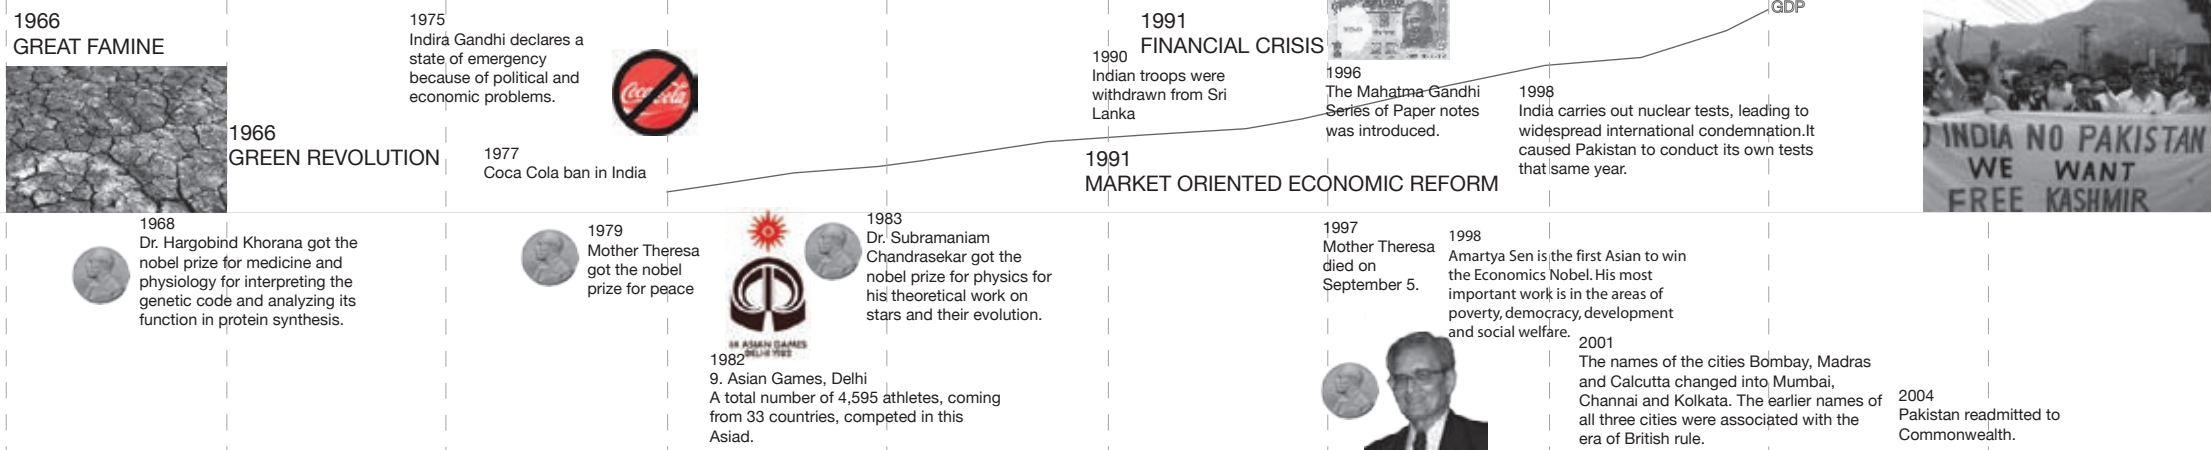 1966
GREAT FAMINE
1966
GREEN REVOLUTION
1975
Indira Gandhi declares a
state of emergency
because of political and
economic problems.
Coca-Cola
1977
Coca Cola ban in India
1990
Indian troops were
withdrawn from Sri
Lanka
1991
FINANCIAL CRISIS
1991
MARKET ORIENTED ECONOMIC REFORM
1996
The Mahatma Gandhi
Series of Paper notes
was introduced.
1998
India carries out nuclear tests, leading to
widespread international condemnation.It
caused Pakistan to conduct its own tests
that same year.
GDP
INDIA NO PAKISTAN
WE WANT
FREE KASHMIR
1968
Dr. Hargobind Khorana got the
nobel prize for medicine and
physiology for interpreting the
genetic code and analyzing its
function in protein synthesis.
1979
Mother Theresa
got the nobel
prize for peace
ASIAN GAMES
DELHI 1982
1982
9. Asian Games, Delhi
A total number of 4,595 athletes, coming
from 33 countries, competed in this
Asiad.
1983
Dr. Subramaniam
Chandrasekar got the
nobel prize for physics for
his theoretical work on
stars and their evolution.
1997
Mother Theresa
died on
September 5.
1998
Amartya Sen is the first Asian to win
the Economics Nobel. His most
important work is in the areas of
poverty, democracy, development
and social welfare.
2001
The names of the cities Bombay, Madras
and Calcutta changed into Mumbai,
Channai and Kolkata. The earlier names of
all three cities were associated with the
era of British rule.
2004
Pakistan readmitted to
Commonwealth.